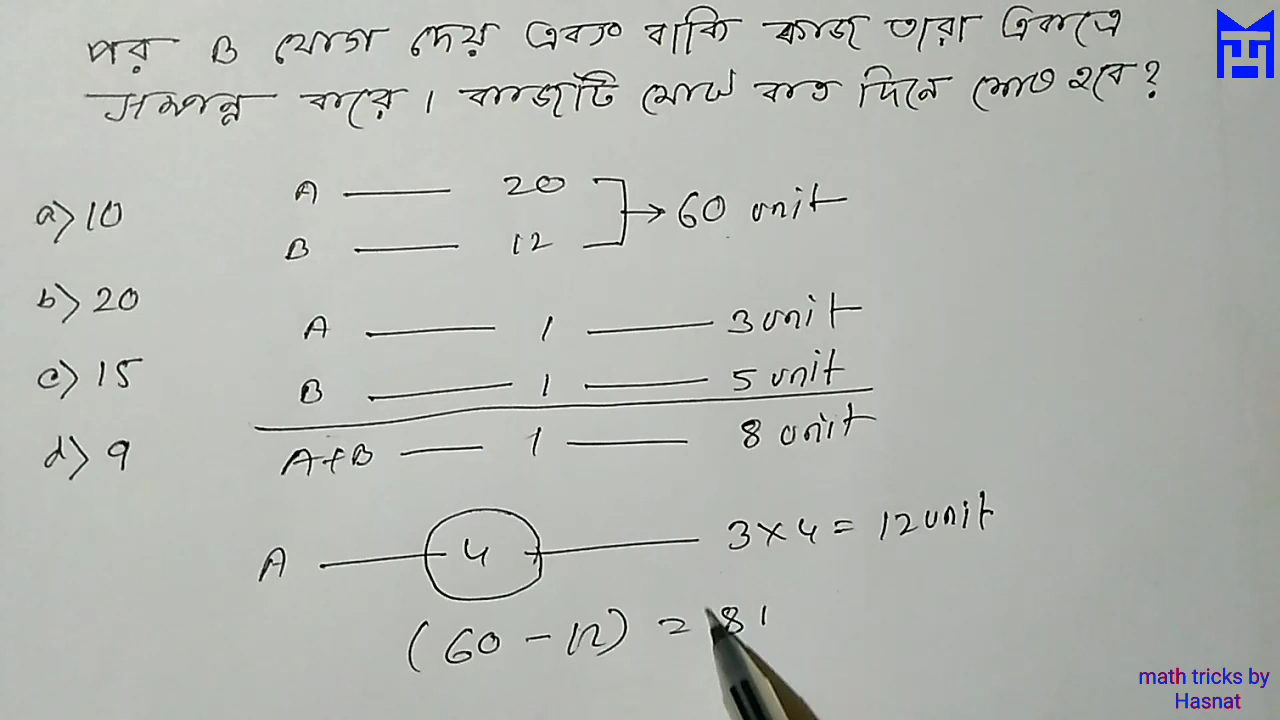 পর B যোগ দেয় এবং বাকি কাজ তারা একত্রে
সম্পন্ন করে। কাজটি মোট কত দিনে শেষ হবে?
A —— 20
B —— 12
→ 60 unit
a) 10
b) 20
c) 15
d) 9
A —— 1 —— 3 unit
B —— 1 —— 5 unit
A+B —— 1 —— 8 unit
A —— 4 —— 3 × 4 = 12 unit
(60 - 12) = 8
math tricks by
Hasnat